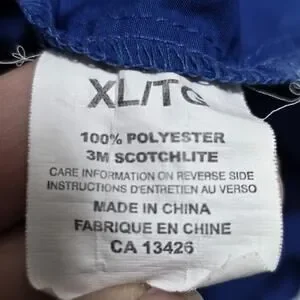 XL/TG
100% POLYESTER
3M SCOTCHLITE
CARE INFORMATION ON REVERSE SIDE
INSTRUCTIONS D'ENTRETIEN AU VERSO
MADE IN CHINA
FABRIQUE EN CHINE
CA 13426